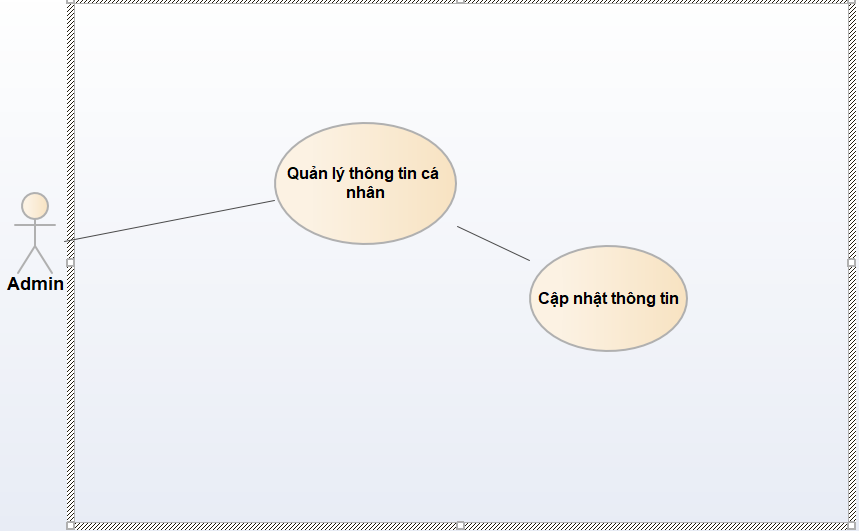 Quản lý thông tin cá
nhân
Admin
Cập nhật thông tin